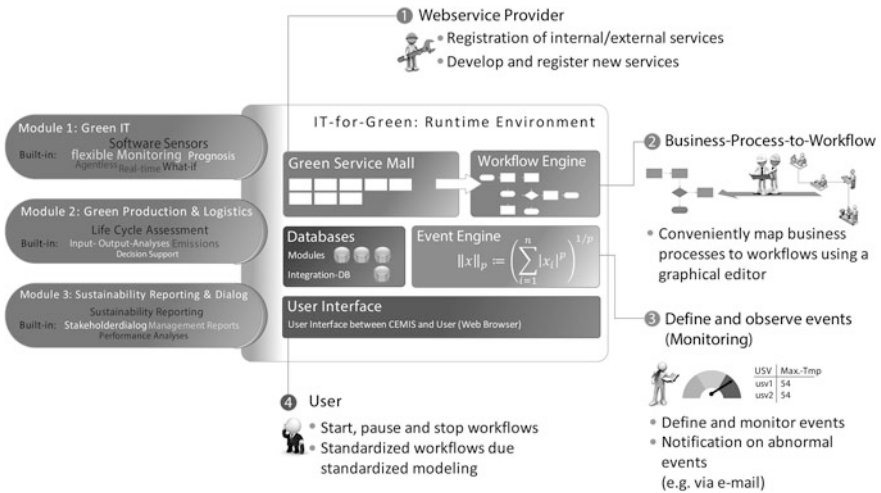 1 Webservice Provider
• Registration of internal/external services
• Develop and register new services
Module 1: Green IT
Software Sensors
Built-in: flexible Monitoring Prognosis
Agentless Real-time What-if
Module 2: Green Production & Logistics
Life Cycle Assessment
Built-in: Input- Output-Analyses Emissions
Decision Support
Module 3: Sustainability Reporting & Dialog
Sustainability Reporting
Built-in: Stakeholderdialog Management Reports
Performance Analyses
IT-for-Green: Runtime Environment
Green Service Mall
Workflow Engine
Databases
Modules
Integration-DB
Event Engine
‖x‖p := (∑ i=1 n |xi|^p)^1/p
User Interface
User Interface between CEMIS and User (Web Browser)
2 Business-Process-to-Workflow
• Conveniently map business
processes to workflows using a
graphical editor
3 Define and observe events
(Monitoring)
USV Max.-Tmp
usv1 54
usv2 54
• Define and monitor events
• Notification on abnormal
events
(e.g. via e-mail)
4 User
• Start, pause and stop workflows
• Standardized workflows due
standardized modeling